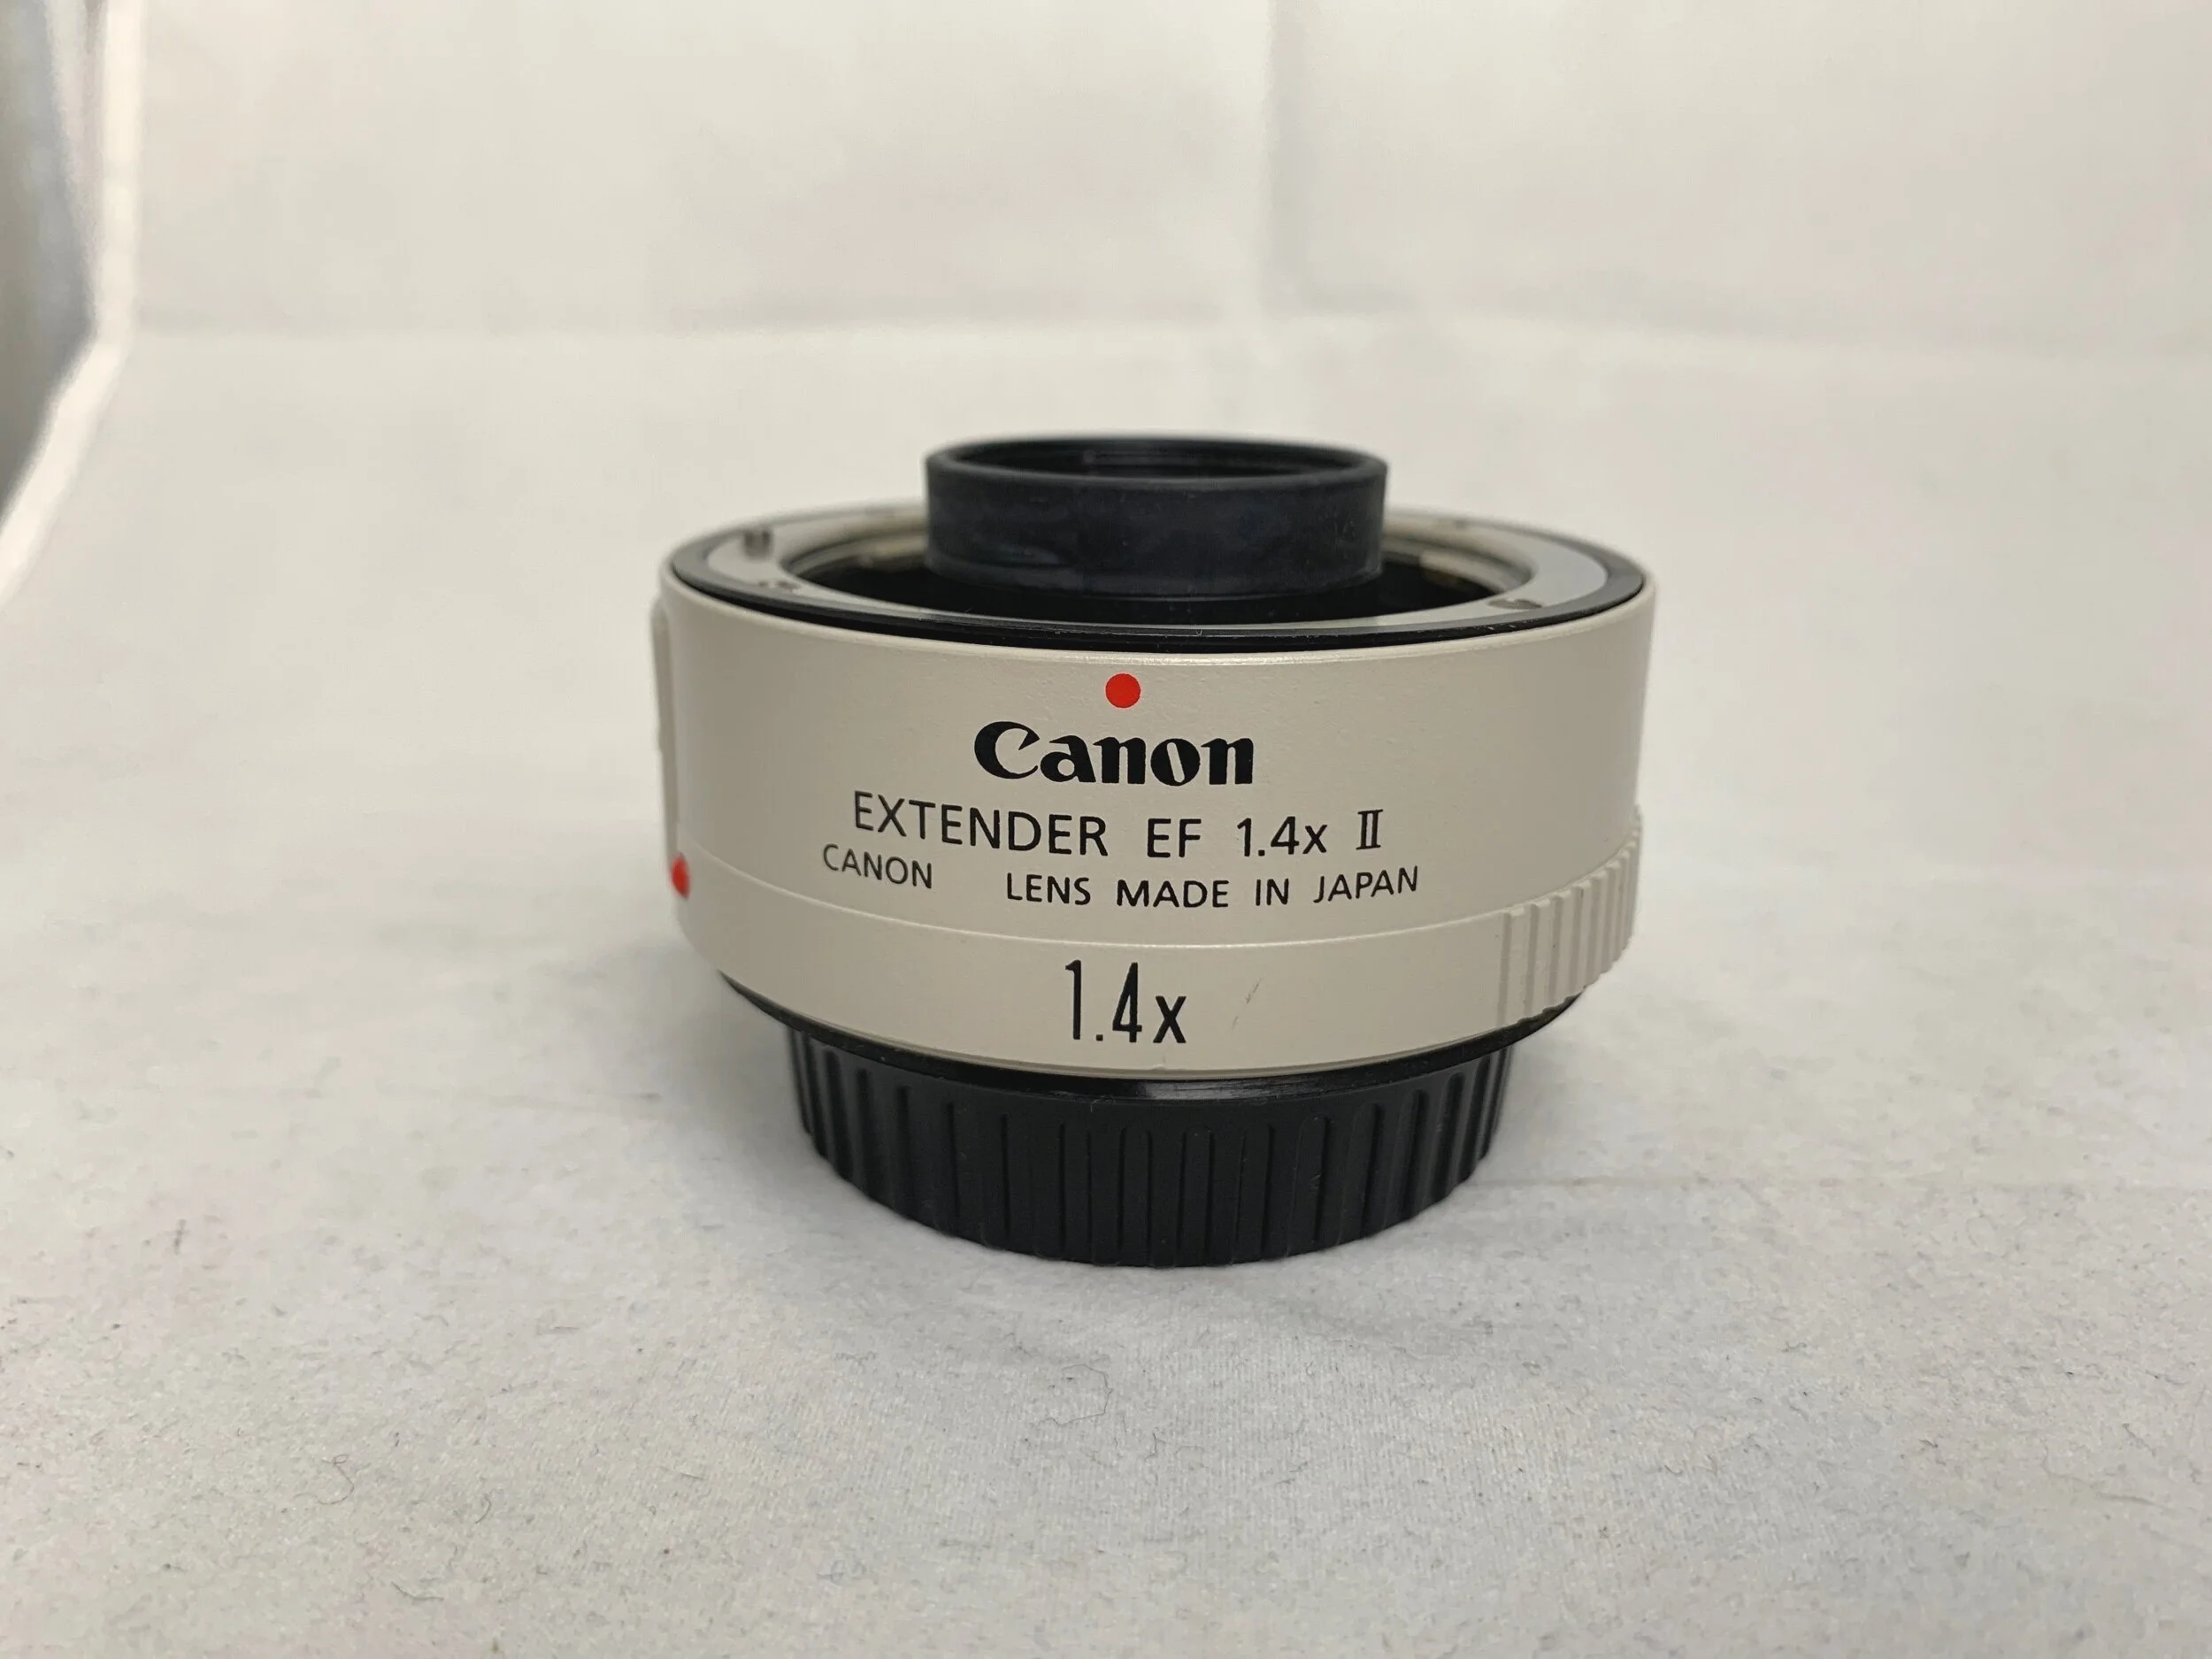 Canon
EXTENDER EF 1.4x II
CANON LENS MADE IN JAPAN
1.4x